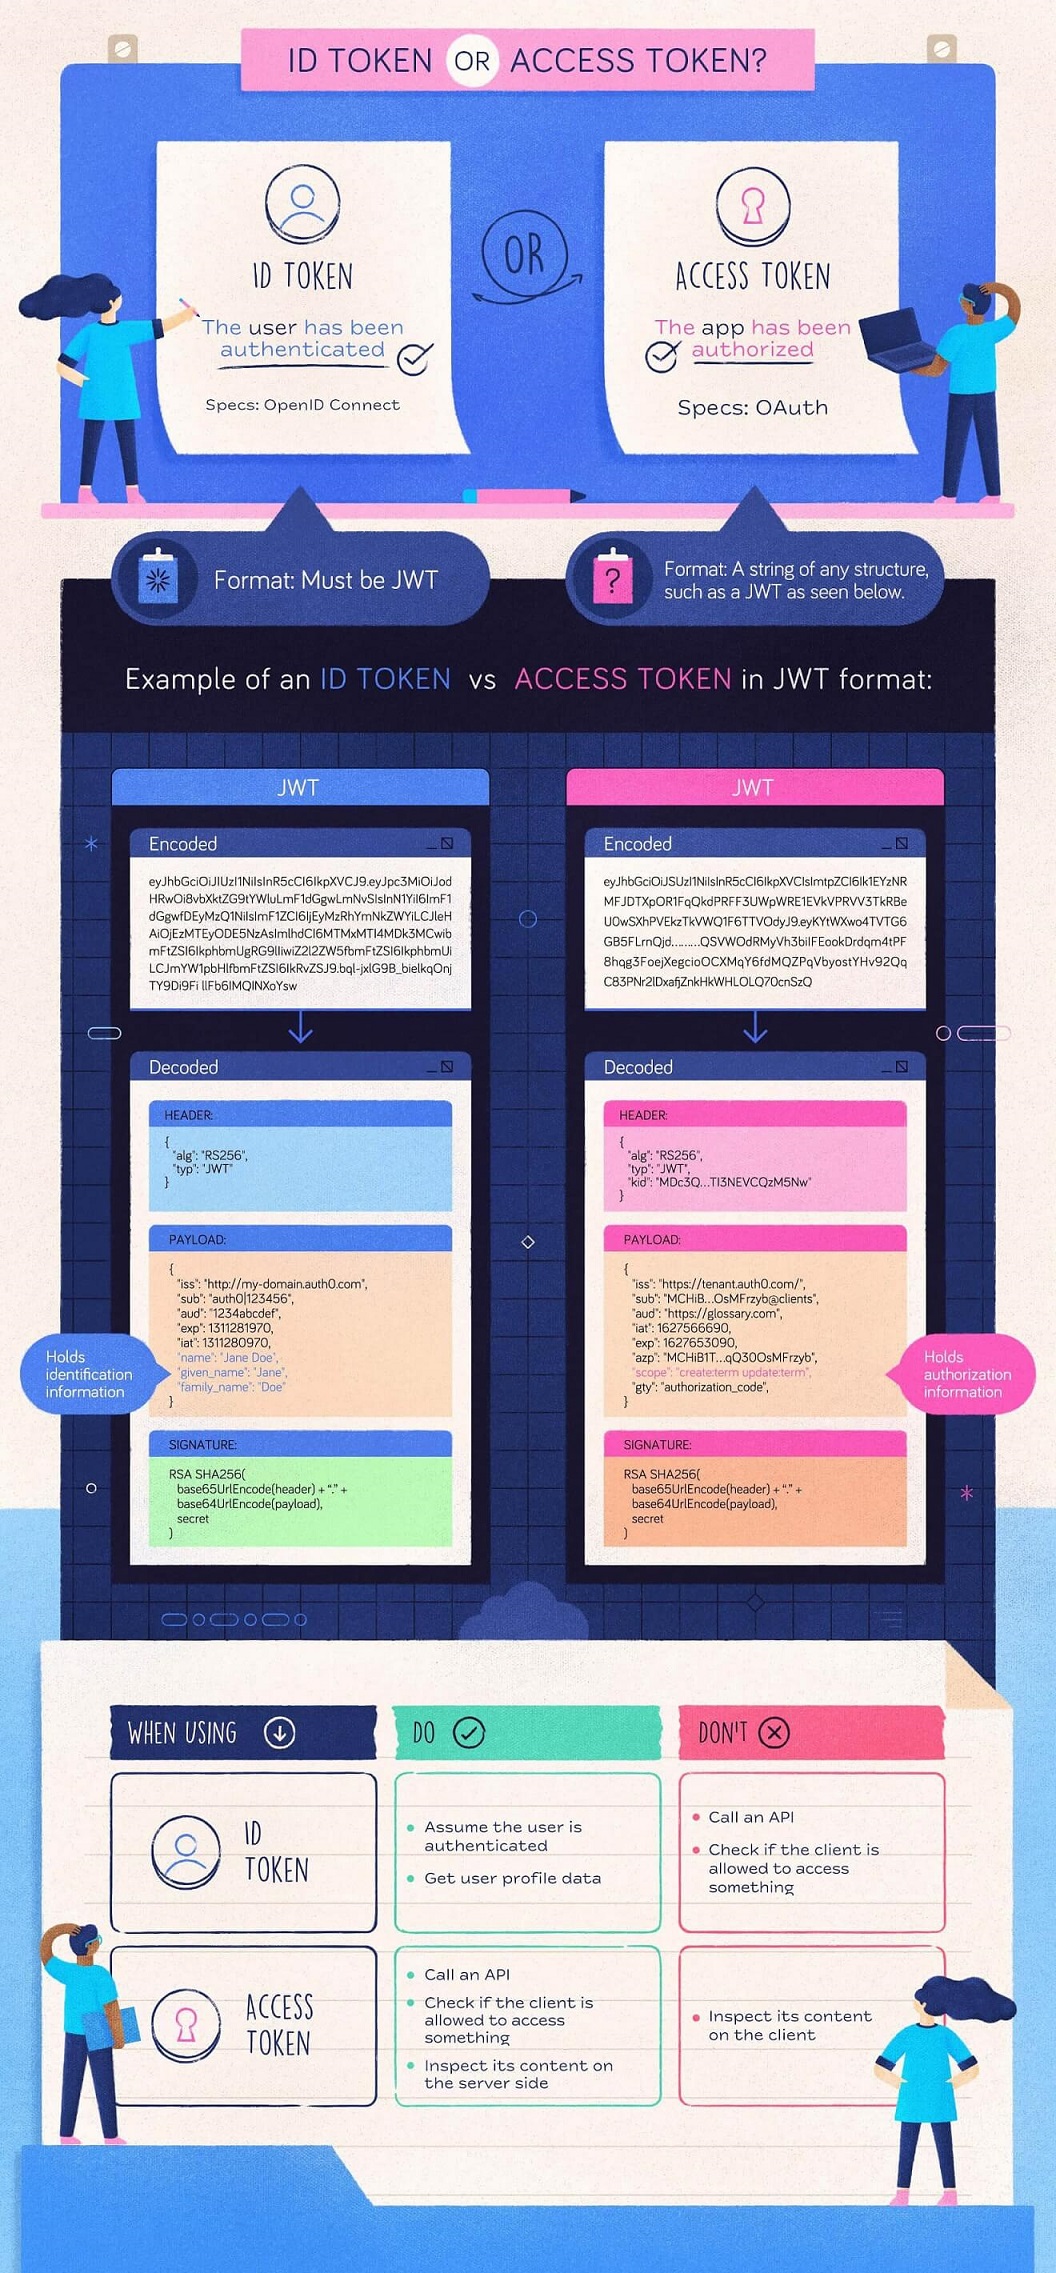 ID TOKEN OR ACCESS TOKEN?
ID TOKEN
The user has been
authenticated
Specs: OpenID Connect
OR
ACCESS TOKEN
The app has been
authorized
Specs: OAuth
Format: Must be JWT
?
Format: A string of any structure,
such as a JWT as seen below.
Example of an ID TOKEN vs ACCESS TOKEN in JWT format:
JWT
Encoded
Decoded
HEADER:
{
"alg": "RS256",
"typ": "JWT"
}
PAYLOAD:
{
"iss": "http://my-domain.auth0.com",
"sub": "auth0|123456",
"aud": "1234abcdef",
"exp": 1311281970,
"iat": 1311280970,
"name": "Jane Doe",
"given_name": "Jane",
"family_name": "Doe"
}
Holds
identification
information
SIGNATURE:
RSA SHA256(
base65UrlEncode(header) + "." +
base64UrlEncode(payload),
secret
)
JWT
Encoded
Decoded
HEADER:
{
"alg": "RS256",
"typ": "JWT",
"kid": "MDc3Q...TI3NEVCQzM5Nw"
}
PAYLOAD:
{
"iss": "https://tenant.auth0.com/",
"sub": "MCHiB...OsMFrzyb@clients",
"aud": "https://glossary.com",
"iat": 1627566690,
"exp": 1627653090,
"azp": "MCHiB1T...qQ30OsMFrzyb",
"scope": "create:term update:term",
"gty": "authorization_code",
}
Holds
authorization
information
SIGNATURE:
RSA SHA256(
base65UrlEncode(header) + "." +
base64UrlEncode(payload),
secret
)
WHEN USING
DO
DON'T
ID
TOKEN
Assume the user is
authenticated
Get user profile data
Call an API
Check if the client is
allowed to access
something
ACCESS
TOKEN
Call an API
Check if the client is
allowed to access
something
Inspect its content on
the server side
Inspect its content
on the client